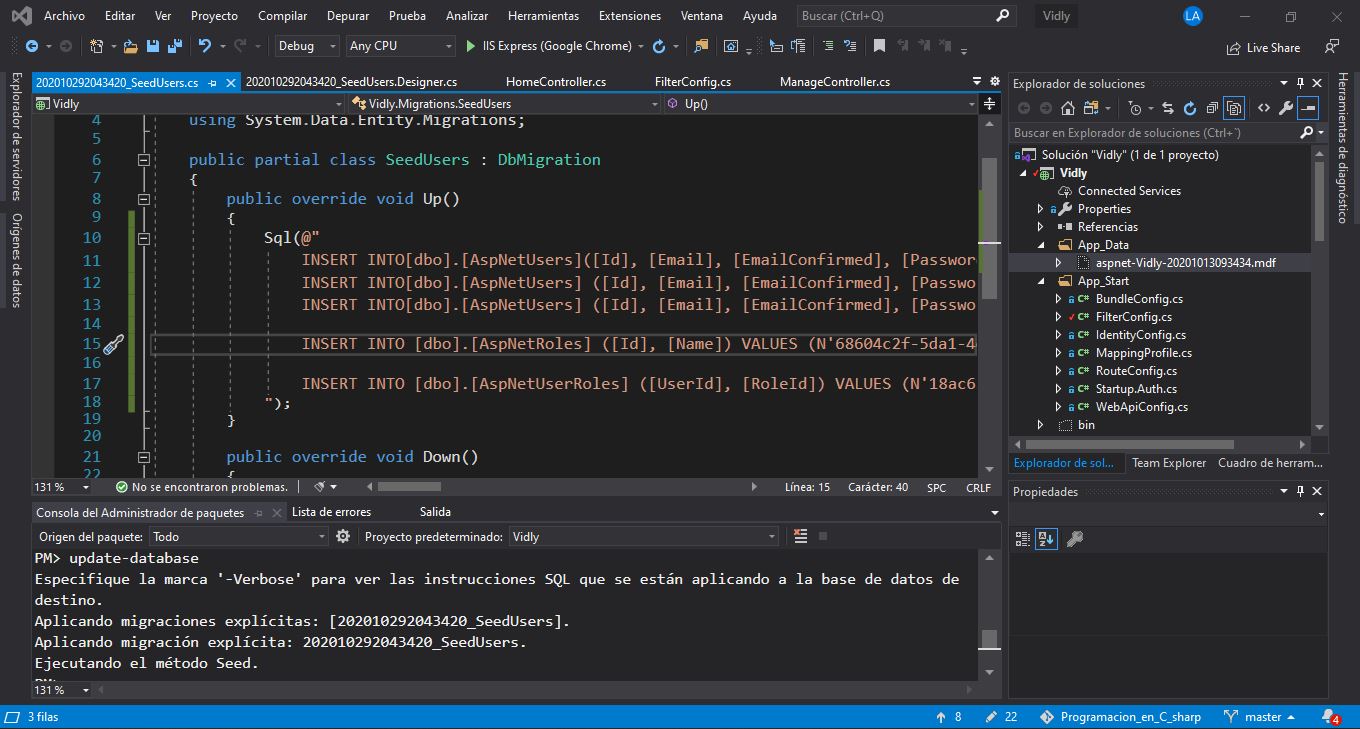 Archivo Editar Ver Proyecto Compilar Depurar Prueba Analizar Herramientas Extensiones Ventana Ayuda Buscar (Ctrl+Q) Vidly LA
Debug Any CPU IIS Express (Google Chrome) Live Share
Explorador de servidores
Orígenes de datos
202010292043420_SeedUsers.cs 202010292043420_SeedUsers.Designer.cs HomeController.cs FilterConfig.cs ManageController.cs
Vidly Vidly.Migrations.SeedUsers Up()
4 using System.Data.Entity.Migrations;
5
6 public partial class SeedUsers : DbMigration
7 {
8 public override void Up()
9 {
10 Sql(@"
11 INSERT INTO[dbo].[AspNetUsers]([Id], [Email], [EmailConfirmed], [Passwor
12 INSERT INTO [dbo].[AspNetUsers] ([Id], [Email], [EmailConfirmed], [Passwo
13 INSERT INTO [dbo].[AspNetUsers] ([Id], [Email], [EmailConfirmed], [Passwo
14
15 INSERT INTO [dbo].[AspNetRoles] ([Id], [Name]) VALUES (N'68604c2f-5da1-4
16
17 INSERT INTO [dbo].[AspNetUserRoles] ([UserId], [RoleId]) VALUES (N'18ac6
18 ");
19 }
20
21 public override void Down()
22 {
131 % No se encontraron problemas. Línea: 15 Carácter: 40 SPC CRLF
Consola del Administrador de paquetes Lista de errores Salida
Origen del paquete: Todo Proyecto predeterminado: Vidly
PM> update-database
Especifique la marca '-Verbose' para ver las instrucciones SQL que se están aplicando a la base de datos de
destino.
Aplicando migraciones explícitas: [202010292043420_SeedUsers].
Aplicando migración explícita: 202010292043420_SeedUsers.
Ejecutando el método Seed.
PM>
131 %
Explorador de soluciones
Buscar en Explorador de soluciones (Ctrl+´)
Solución "Vidly" (1 de 1 proyecto)
Vidly
Connected Services
Properties
Referencias
App_Data
aspnet-Vidly-20201013093434.mdf
App_Start
BundleConfig.cs
FilterConfig.cs
IdentityConfig.cs
MappingProfile.cs
RouteConfig.cs
Startup.Auth.cs
WebApiConfig.cs
bin
Explorador de sol... Team Explorer Cuadro de herram...
Propiedades
Herramientas de diagnóstico
3 filas 8 22 Programacion_en_C_sharp master 4